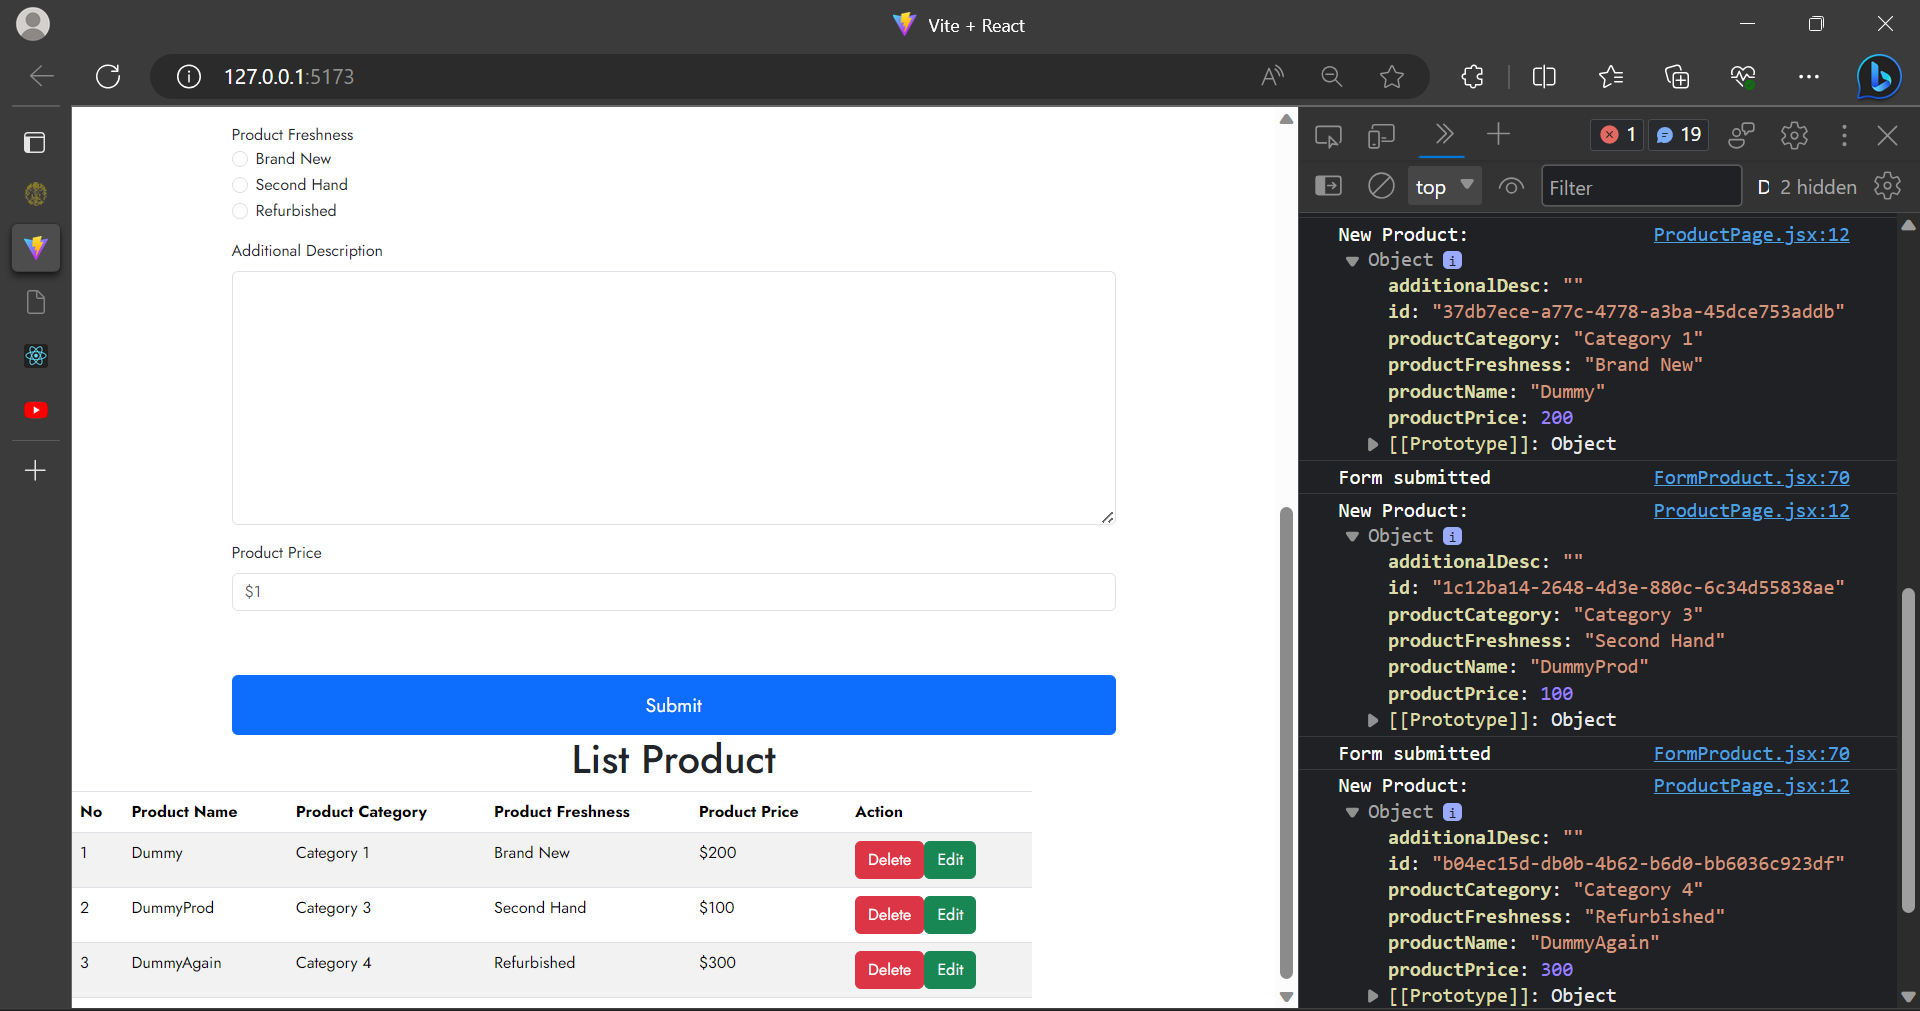 Vite + React
127.0.0.1:5173
Product Freshness
Brand New
Second Hand
Refurbished
Additional Description
Product Price
$1
Submit
List Product
No Product Name Product Category Product Freshness Product Price Action
1 Dummy Category 1 Brand New $200 Delete Edit
2 DummyProd Category 3 Second Hand $100 Delete Edit
3 DummyAgain Category 4 Refurbished $300 Delete Edit
1 19
top Filter D 2 hidden
New Product: ProductPage.jsx:12
Object i
additionalDesc: ""
id: "37db7ece-a77c-4778-a3ba-45dce753addb"
productCategory: "Category 1"
productFreshness: "Brand New"
productName: "Dummy"
productPrice: 200
[[Prototype]]: Object
Form submitted FormProduct.jsx:70
New Product: ProductPage.jsx:12
Object i
additionalDesc: ""
id: "1c12ba14-2648-4d3e-880c-6c34d55838ae"
productCategory: "Category 3"
productFreshness: "Second Hand"
productName: "DummyProd"
productPrice: 100
[[Prototype]]: Object
Form submitted FormProduct.jsx:70
New Product: ProductPage.jsx:12
Object i
additionalDesc: ""
id: "b04ec15d-db0b-4b62-b6d0-bb6036c923df"
productCategory: "Category 4"
productFreshness: "Refurbished"
productName: "DummyAgain"
productPrice: 300
[[Prototype]]: Object